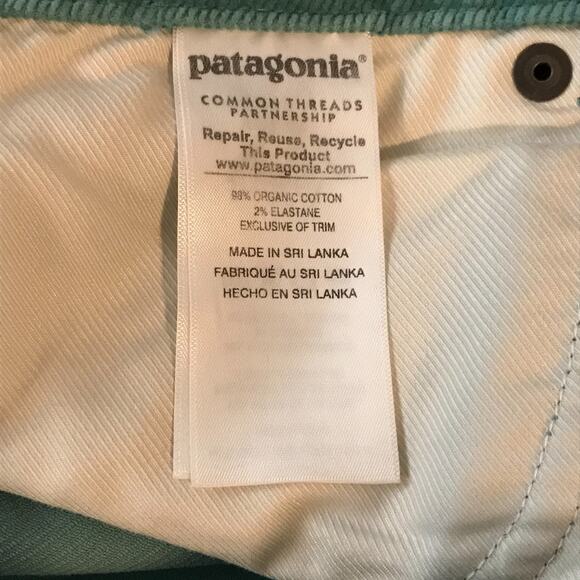 patagonia®
COMMON THREADS
PARTNERSHIP
Repair, Reuse, Recycle
This Product
www.patagonia.com
98% ORGANIC COTTON
2% ELASTANE
EXCLUSIVE OF TRIM
MADE IN SRI LANKA
FABRIQUÉ AU SRI LANKA
HECHO EN SRI LANKA